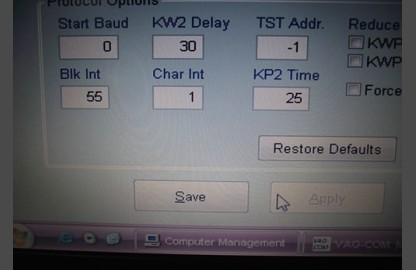 Protocol Options
Start Baud KW2 Delay TST Addr. Reduce
0 30 -1 KWP
KWP
Blk Int Char Int KP2 Time
55 1 25 Force
Restore Defaults
Save Apply
Computer Management VAG-COM